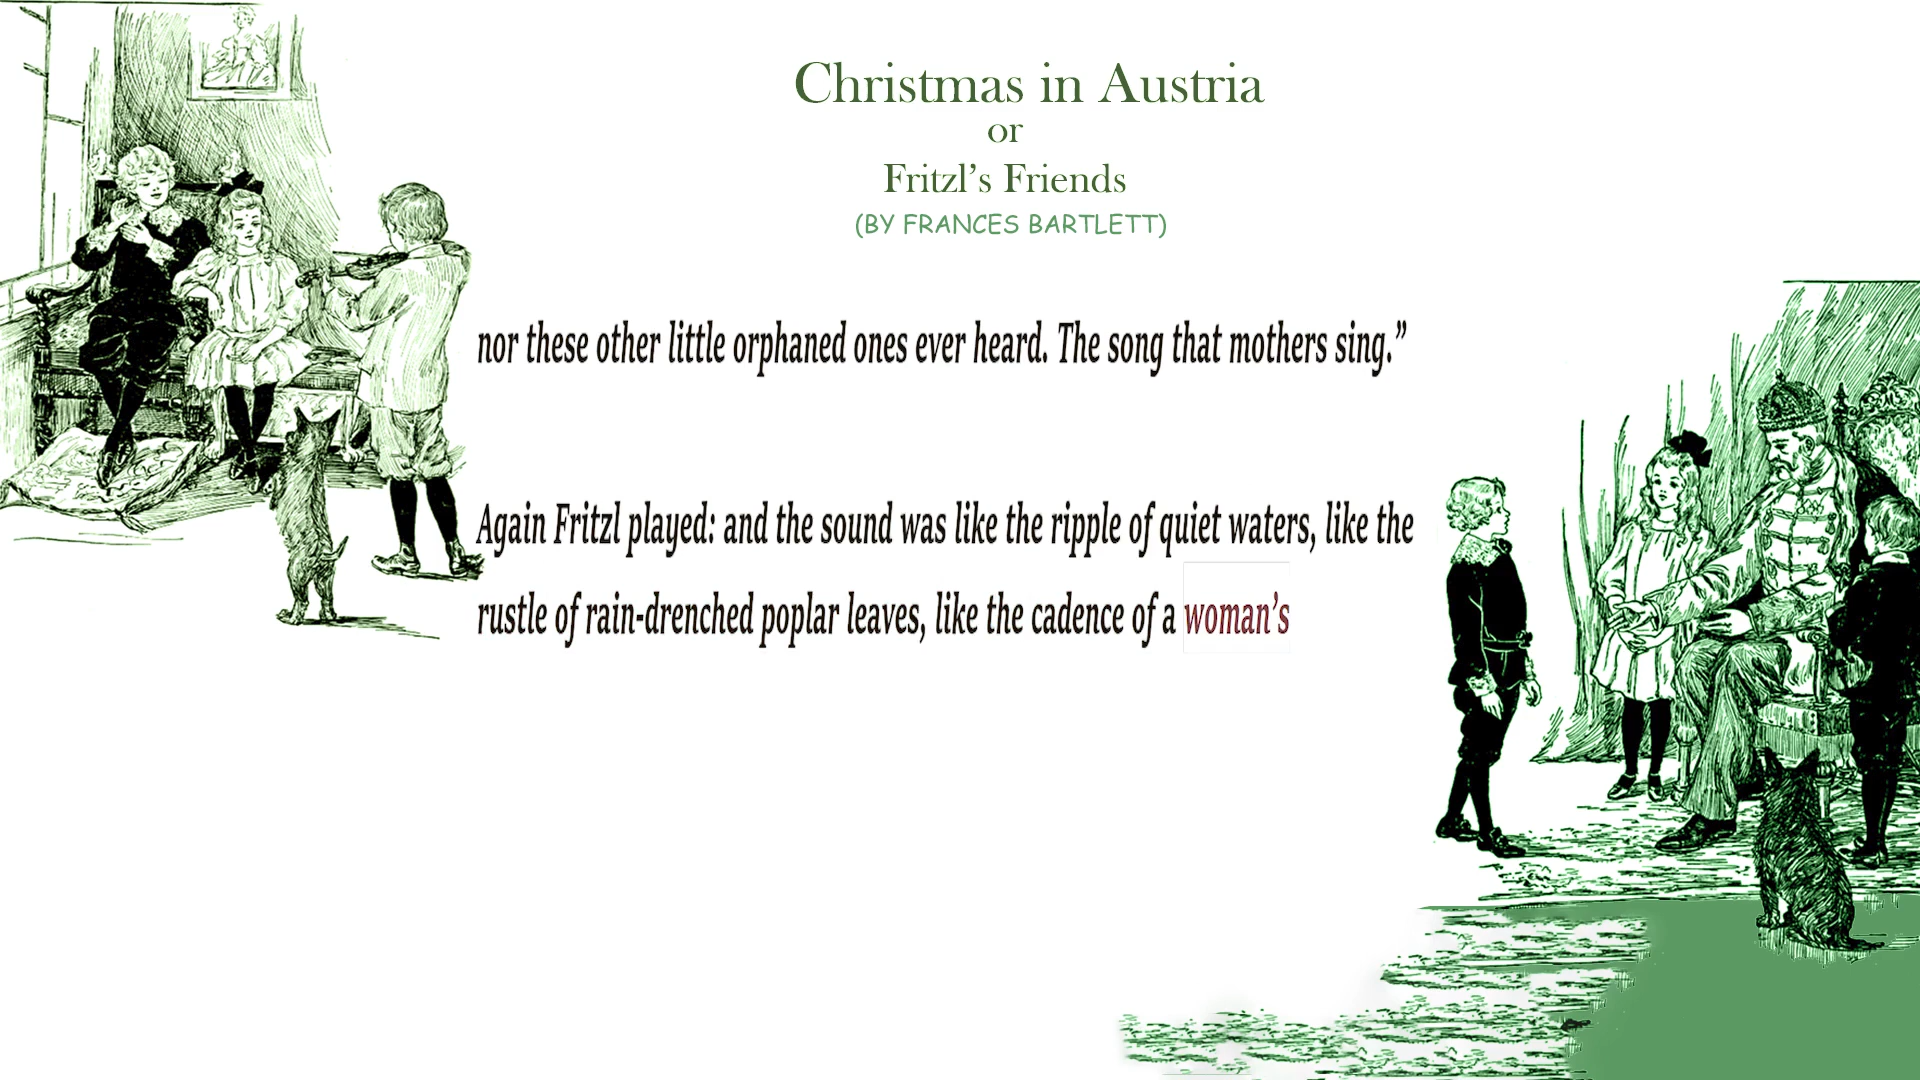 Christmas in Austria
or
Fritzl’s Friends
(BY FRANCES BARTLETT)
nor these other little orphaned ones ever heard. The song that mothers sing.”
Again Fritzl played: and the sound was like the ripple of quiet waters, like the
rustle of rain-drenched poplar leaves, like the cadence of a woman’s